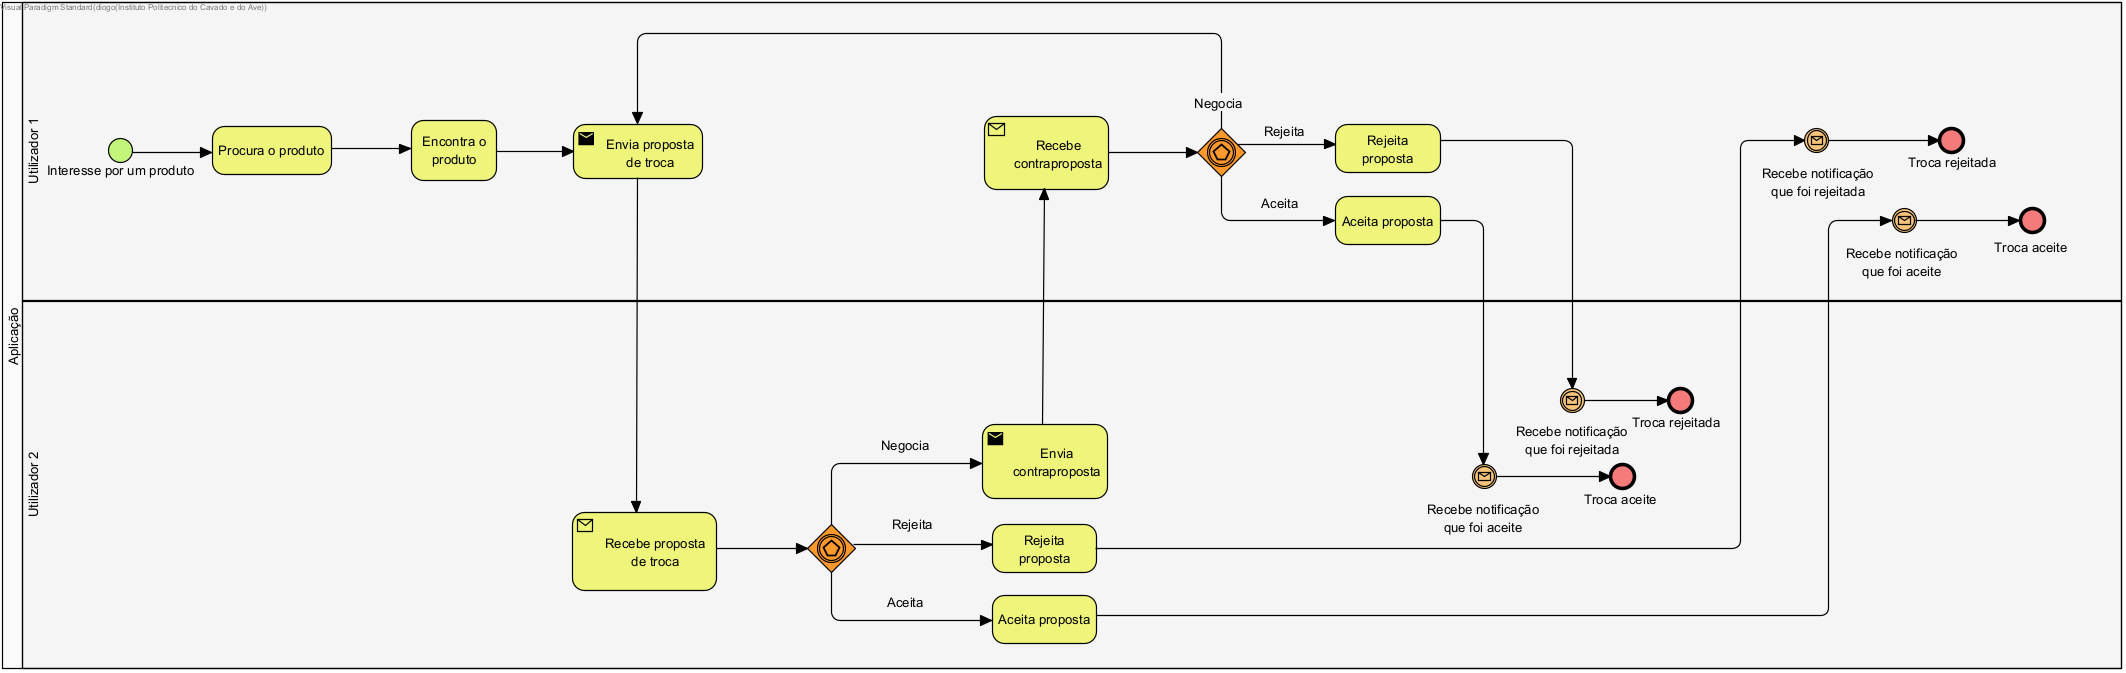 Visual Paradigm Standard(diogo(Instituto Politecnico do Cavado e do Ave))
Aplicação
Utilizador 1
Interesse por um produto
Procura o produto
Encontra o
produto
Envia proposta
de troca
Recebe
contraproposta
Negocia
Rejeita
Aceita
Rejeita
proposta
Aceita proposta
Recebe notificação
que foi rejeitada
Troca rejeitada
Recebe notificação
que foi aceite
Troca aceite
Utilizador 2
Recebe proposta
de troca
Negocia
Rejeita
Aceita
Envia
contraproposta
Rejeita
proposta
Aceita proposta
Recebe notificação
que foi rejeitada
Troca rejeitada
Recebe notificação
que foi aceite
Troca aceite